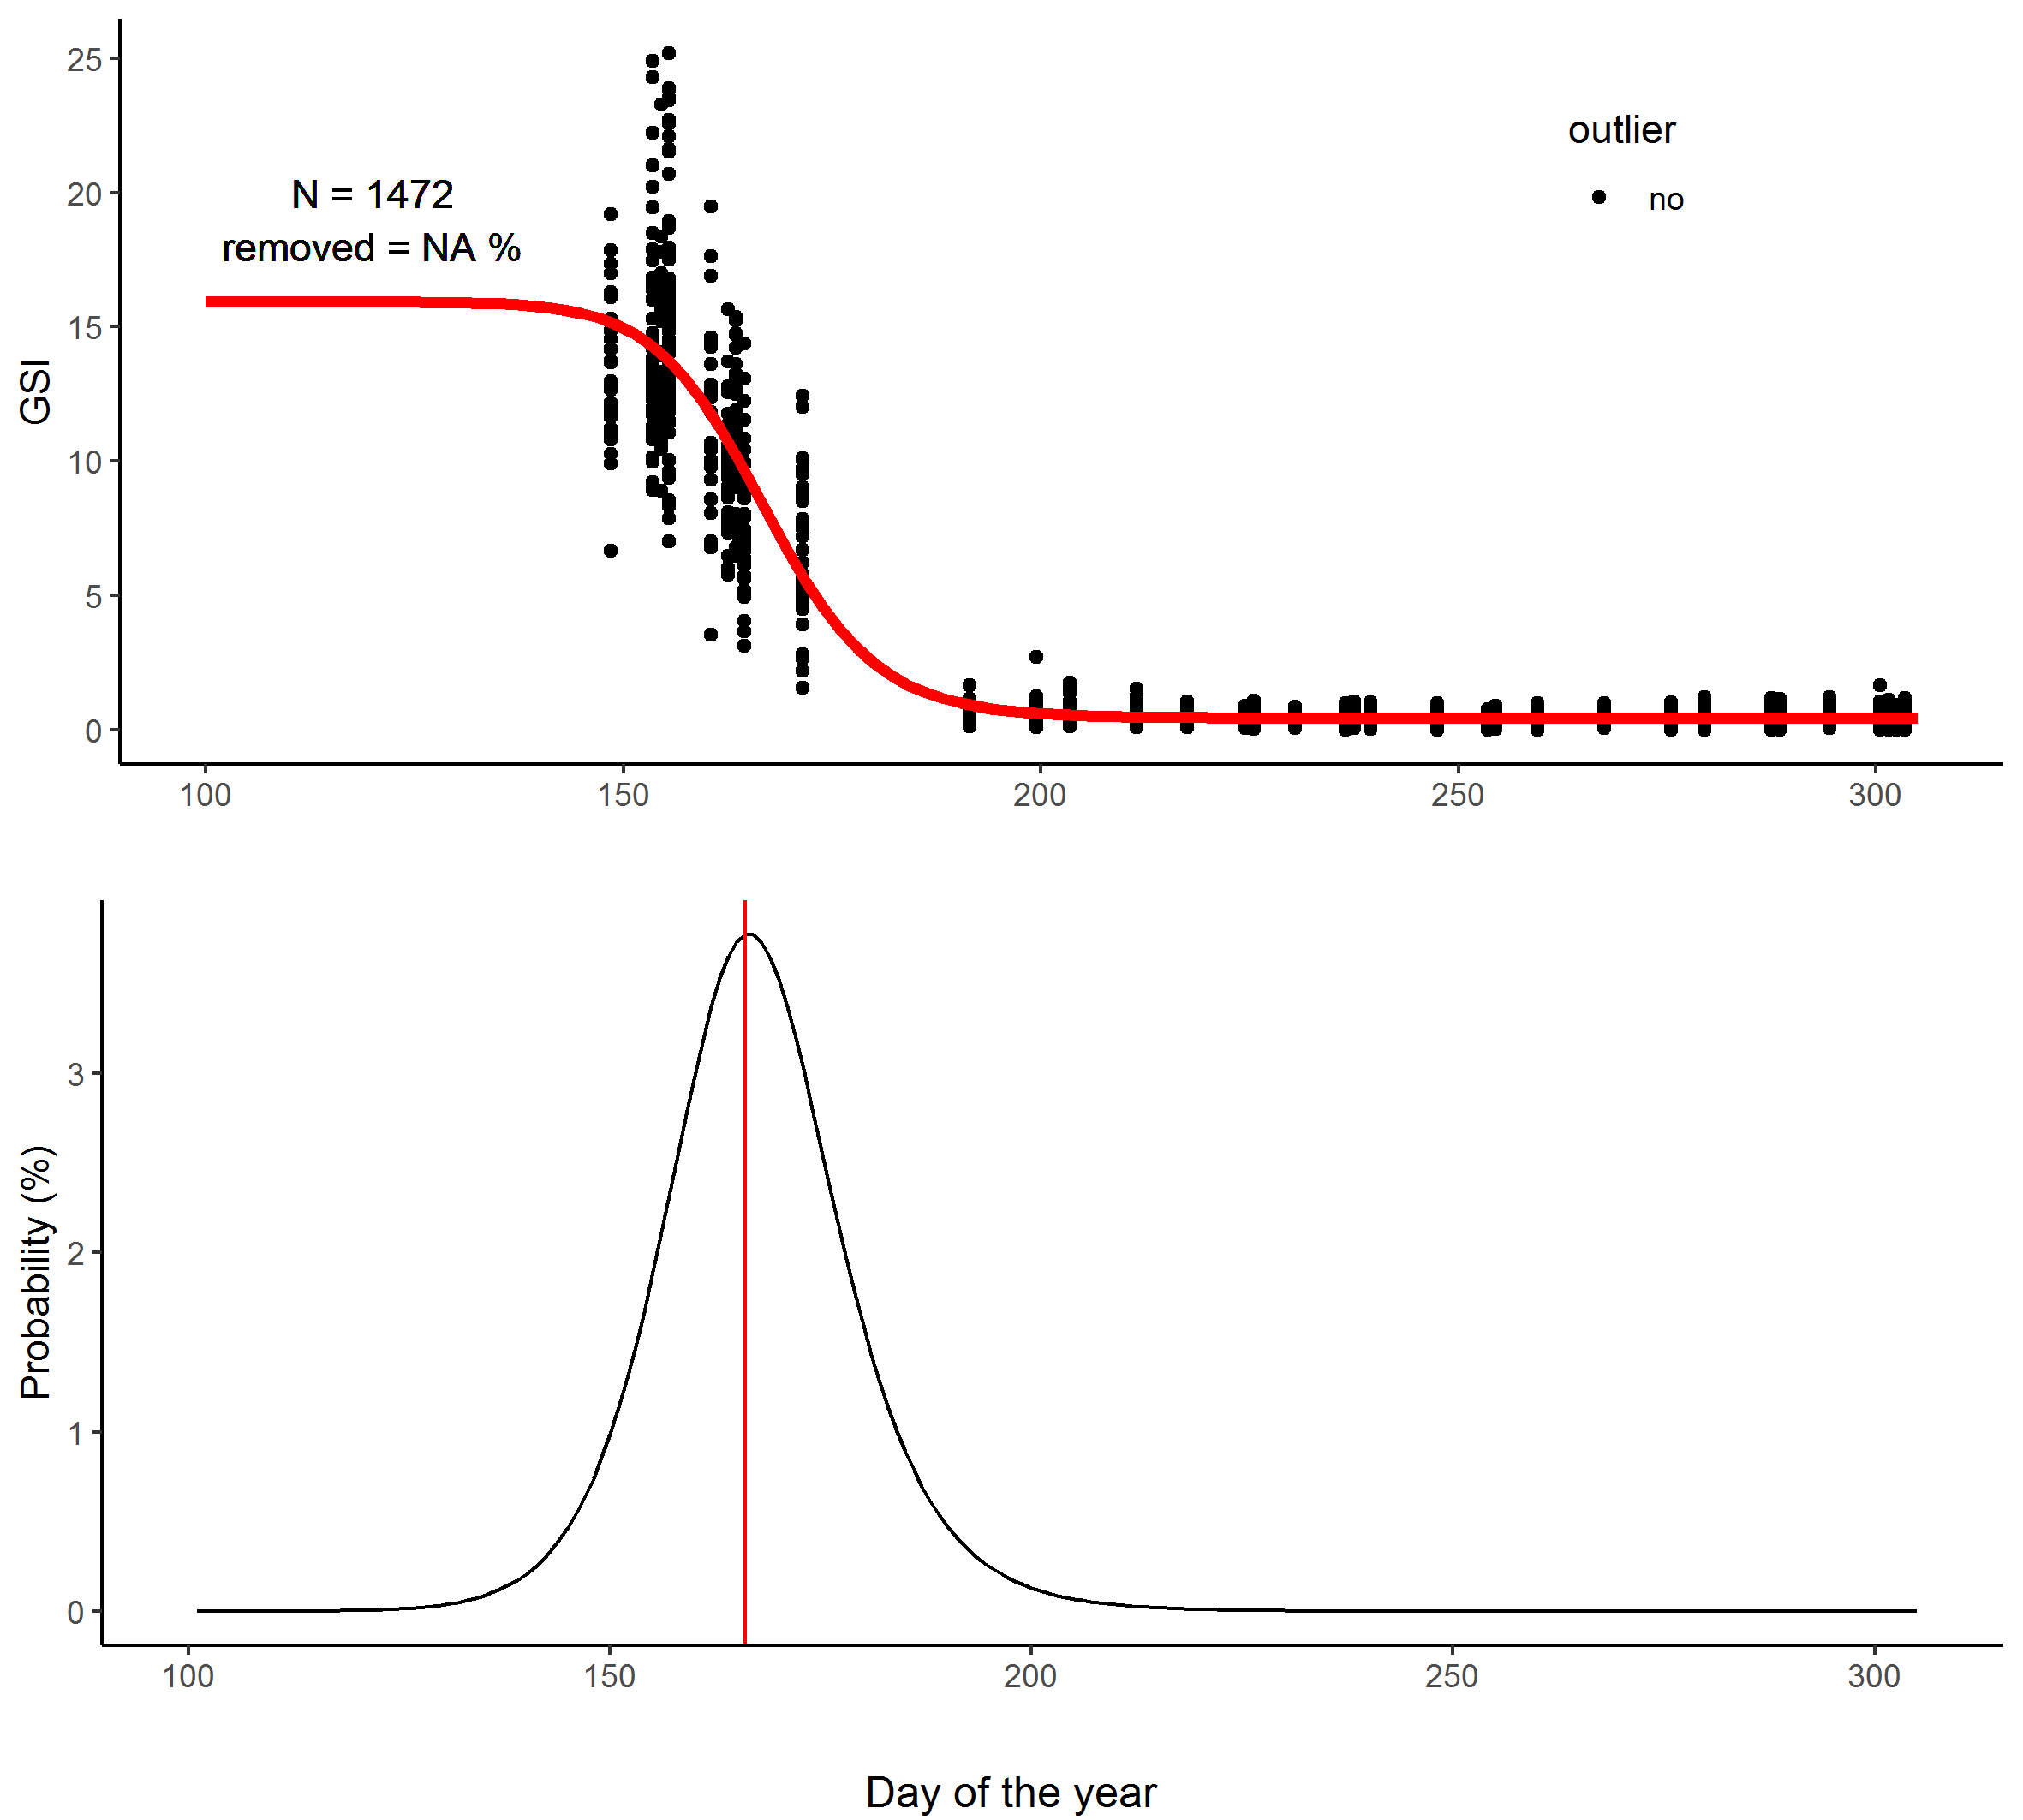 25
20
15
10
5
0
GSI
N = 1472
removed = NA %
outlier
no
100 150 200 250 300
3
2
1
0
Probability (%)
100 150 200 250 300
Day of the year